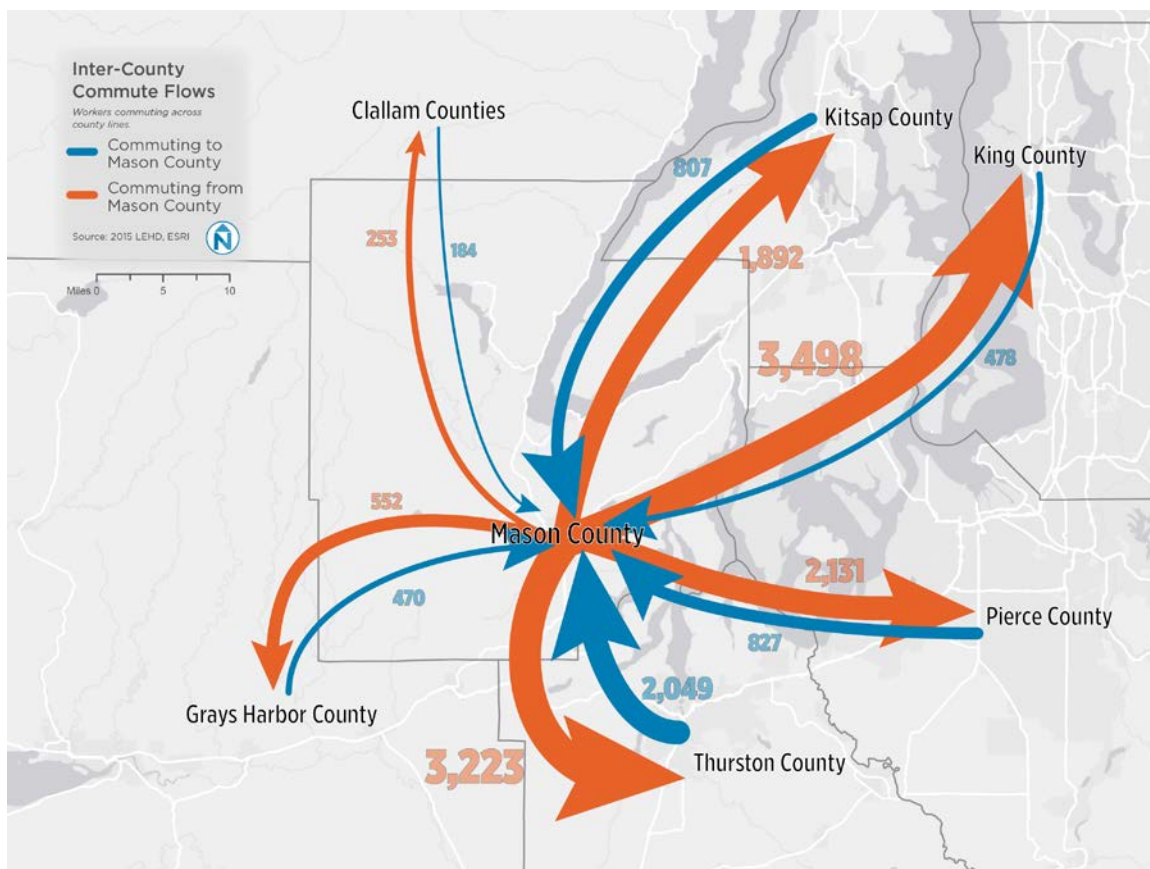 Inter-County
Commute Flows
Workers commuting across
county lines.
Commuting to
Mason County
Commuting from
Mason County
Source: 2015 LEHD, ESRI
N
Miles 0 5 10
Clallam Counties
Kitsap County
King County
807
253
184
1,892
3,498
478
552
Mason County
2,131
470
Pierce County
827
2,049
Grays Harbor County
3,223
Thurston County